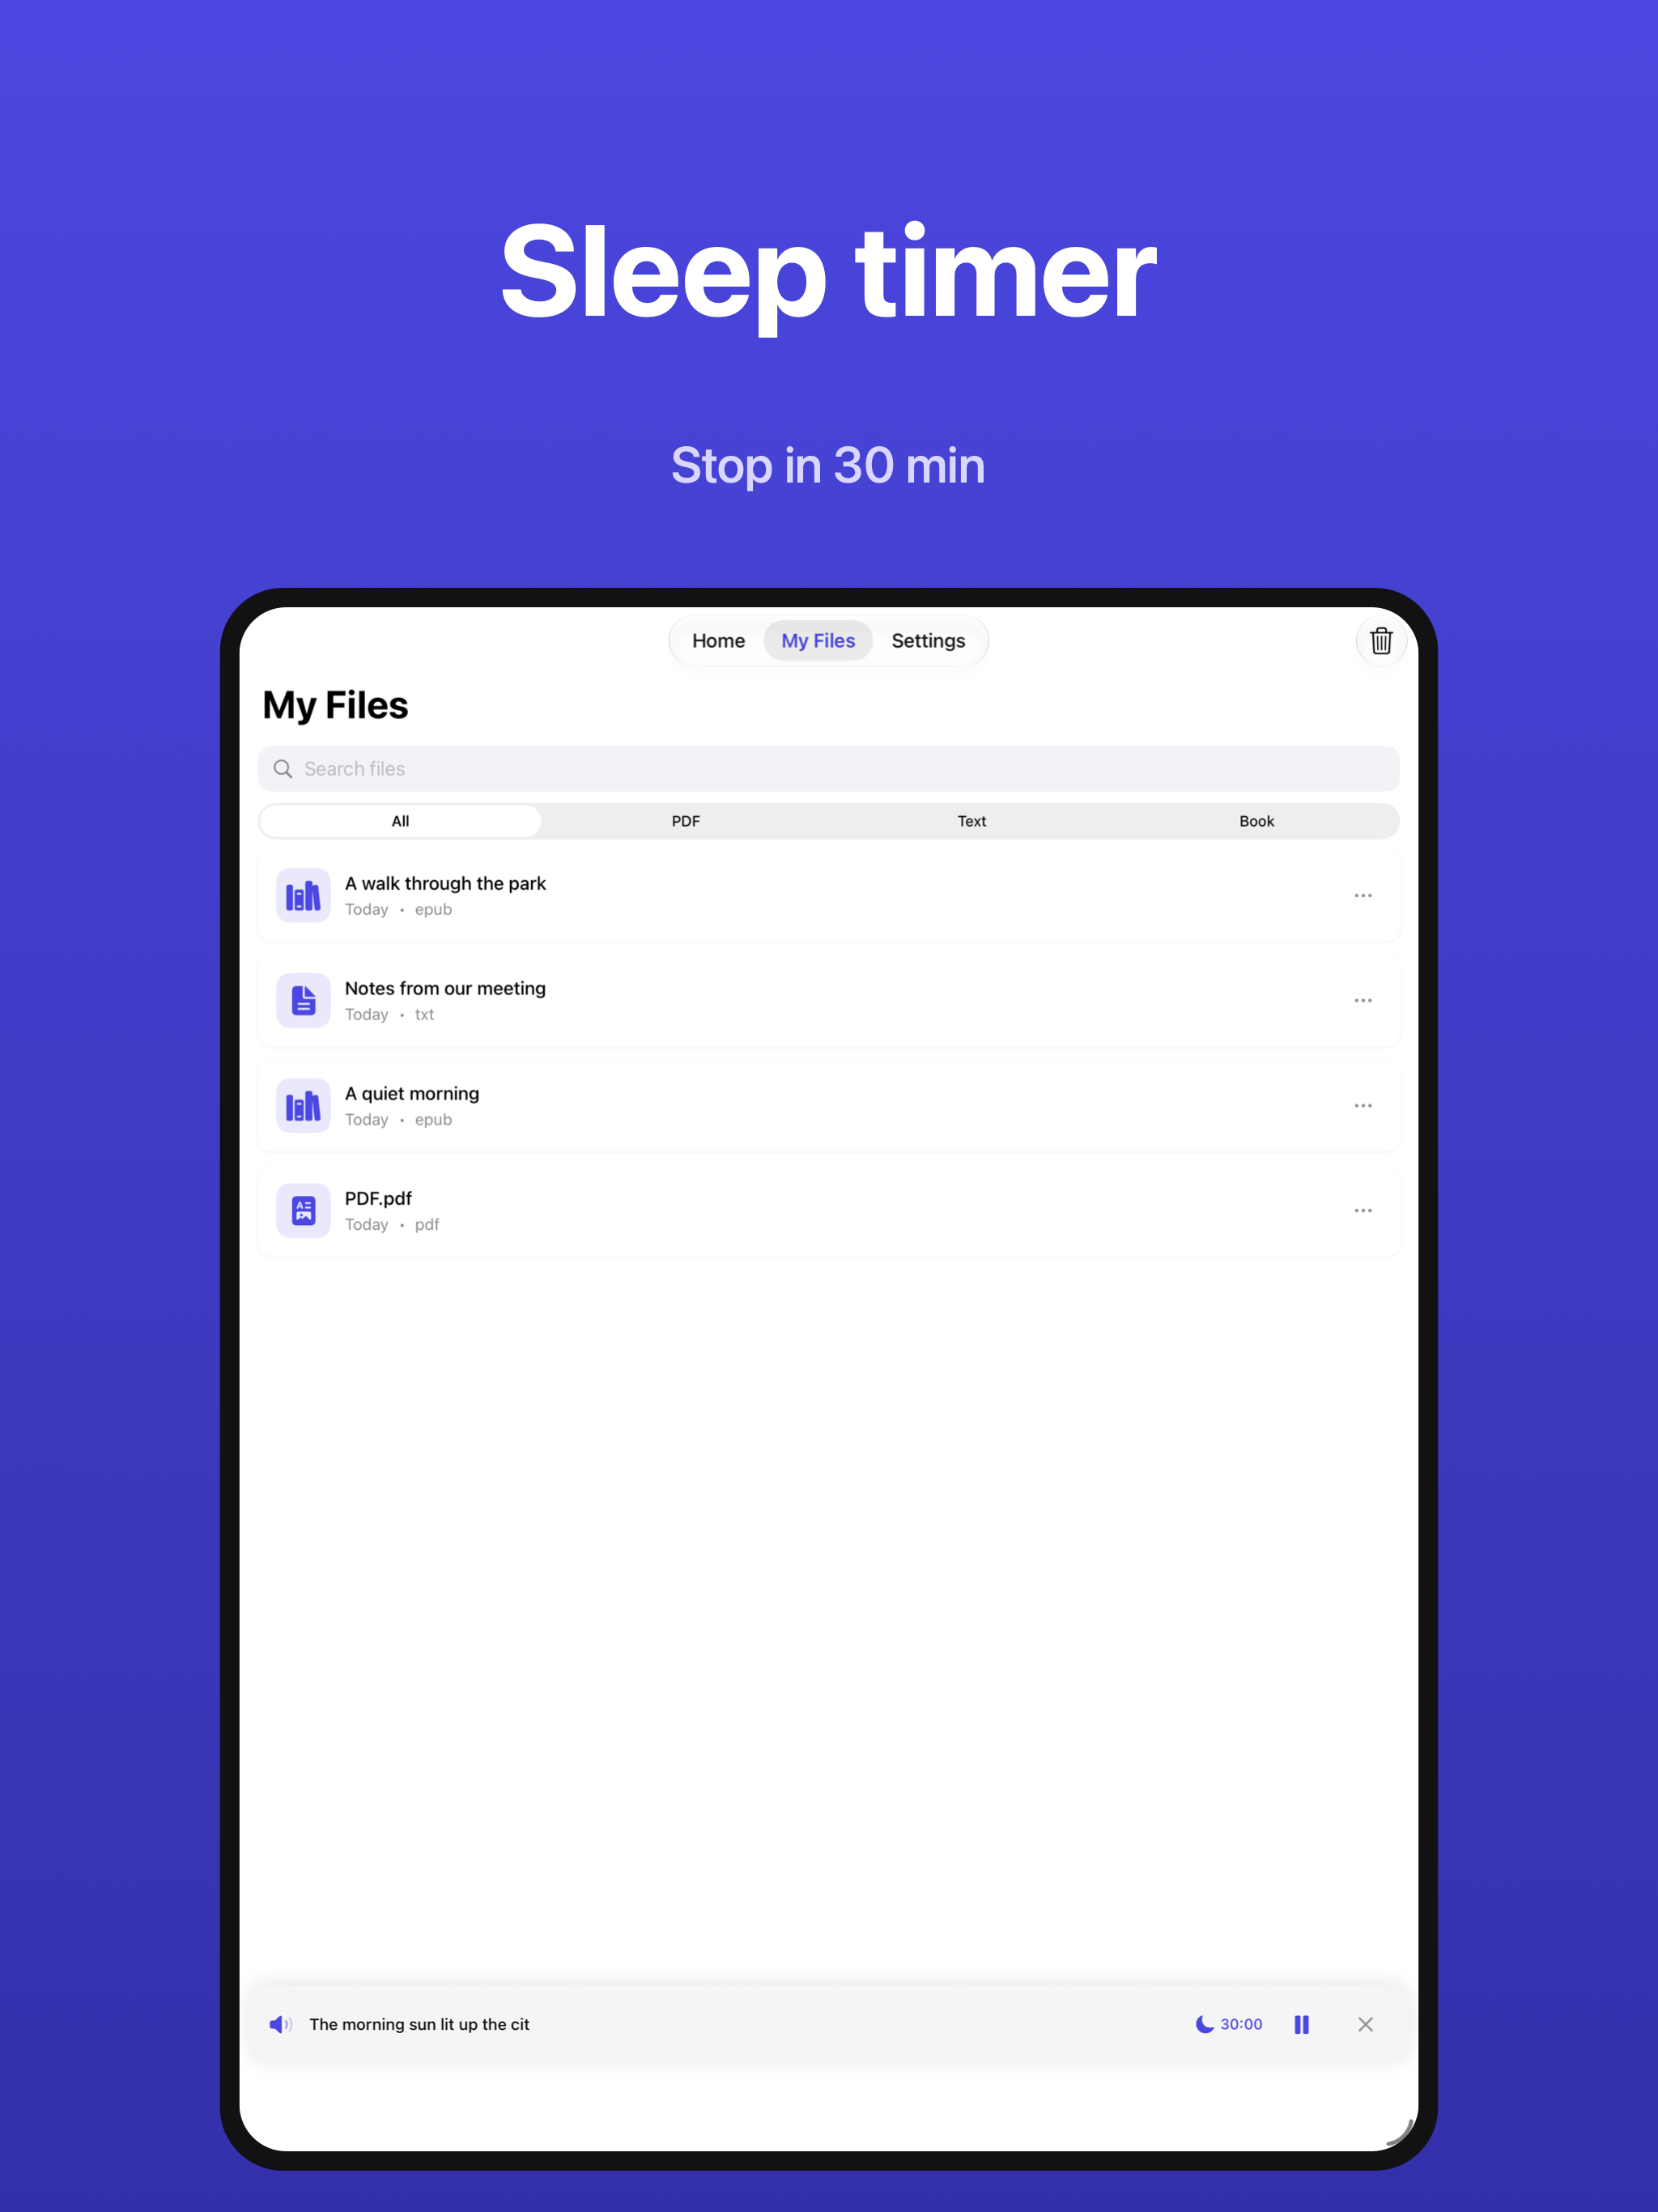 Sleep timer
Stop in 30 min
Home My Files Settings
My Files
Search files
All PDF Text Book
A walk through the park
Today • epub
Notes from our meeting
Today • txt
A quiet morning
Today • epub
PDF.pdf
Today • pdf
The morning sun lit up the cit 30:00